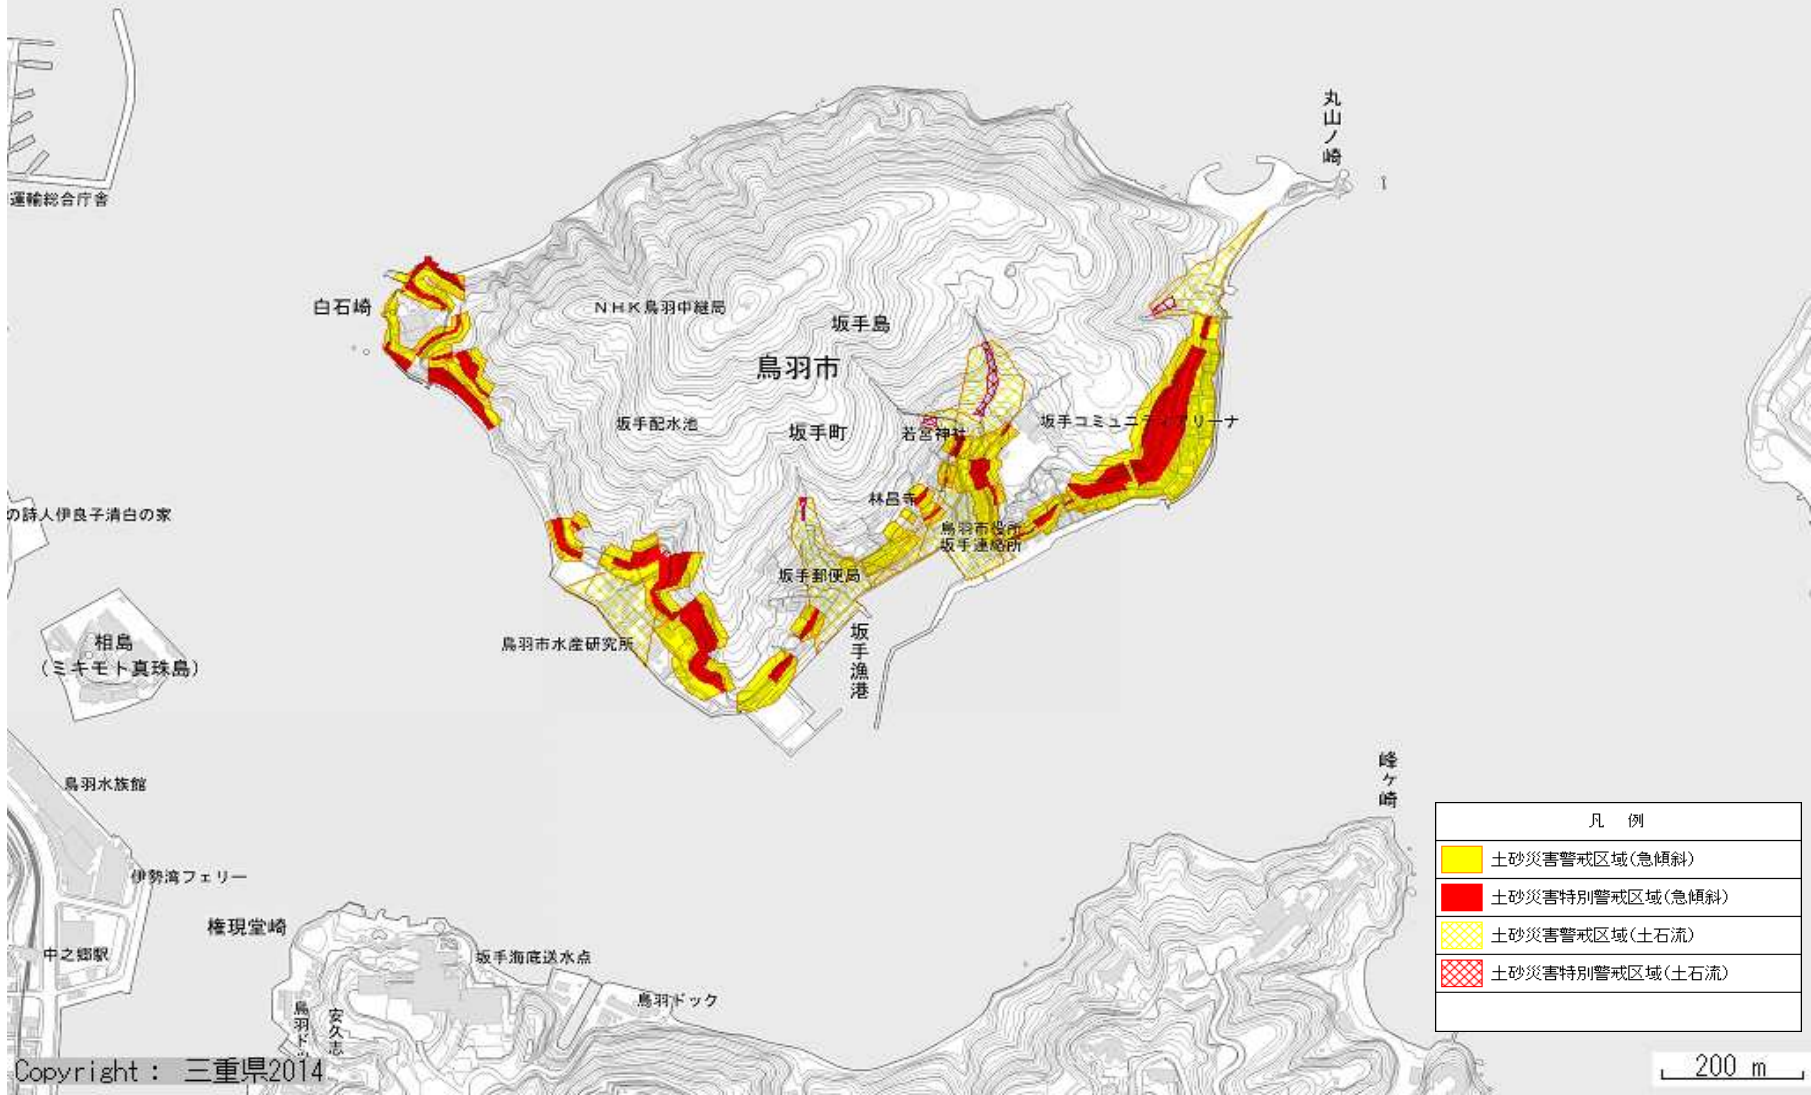 丸山ノ崎
運輸総合庁舎
白石崎
NHK鳥羽中継局
坂手島
鳥羽市
坂手配水池
坂手町
若宮神社
坂手コミュニティアリーナ
林昌寺
の詩人伊良子清白の家
鳥羽市役所
坂手連絡所
坂手郵便局
鳥羽市水産研究所
坂手漁港
相島
(ミキモト真珠島)
鳥羽水族館
峰ヶ崎
伊勢湾フェリー
権現堂崎
中之郷駅
坂手海底送水点
鳥羽ドック
鳥羽ドッ
安久志
凡 例
土砂災害警戒区域(急傾斜)
土砂災害特別警戒区域(急傾斜)
土砂災害警戒区域(土石流)
土砂災害特別警戒区域(土石流)
Copyright : 三重県2014
200 m